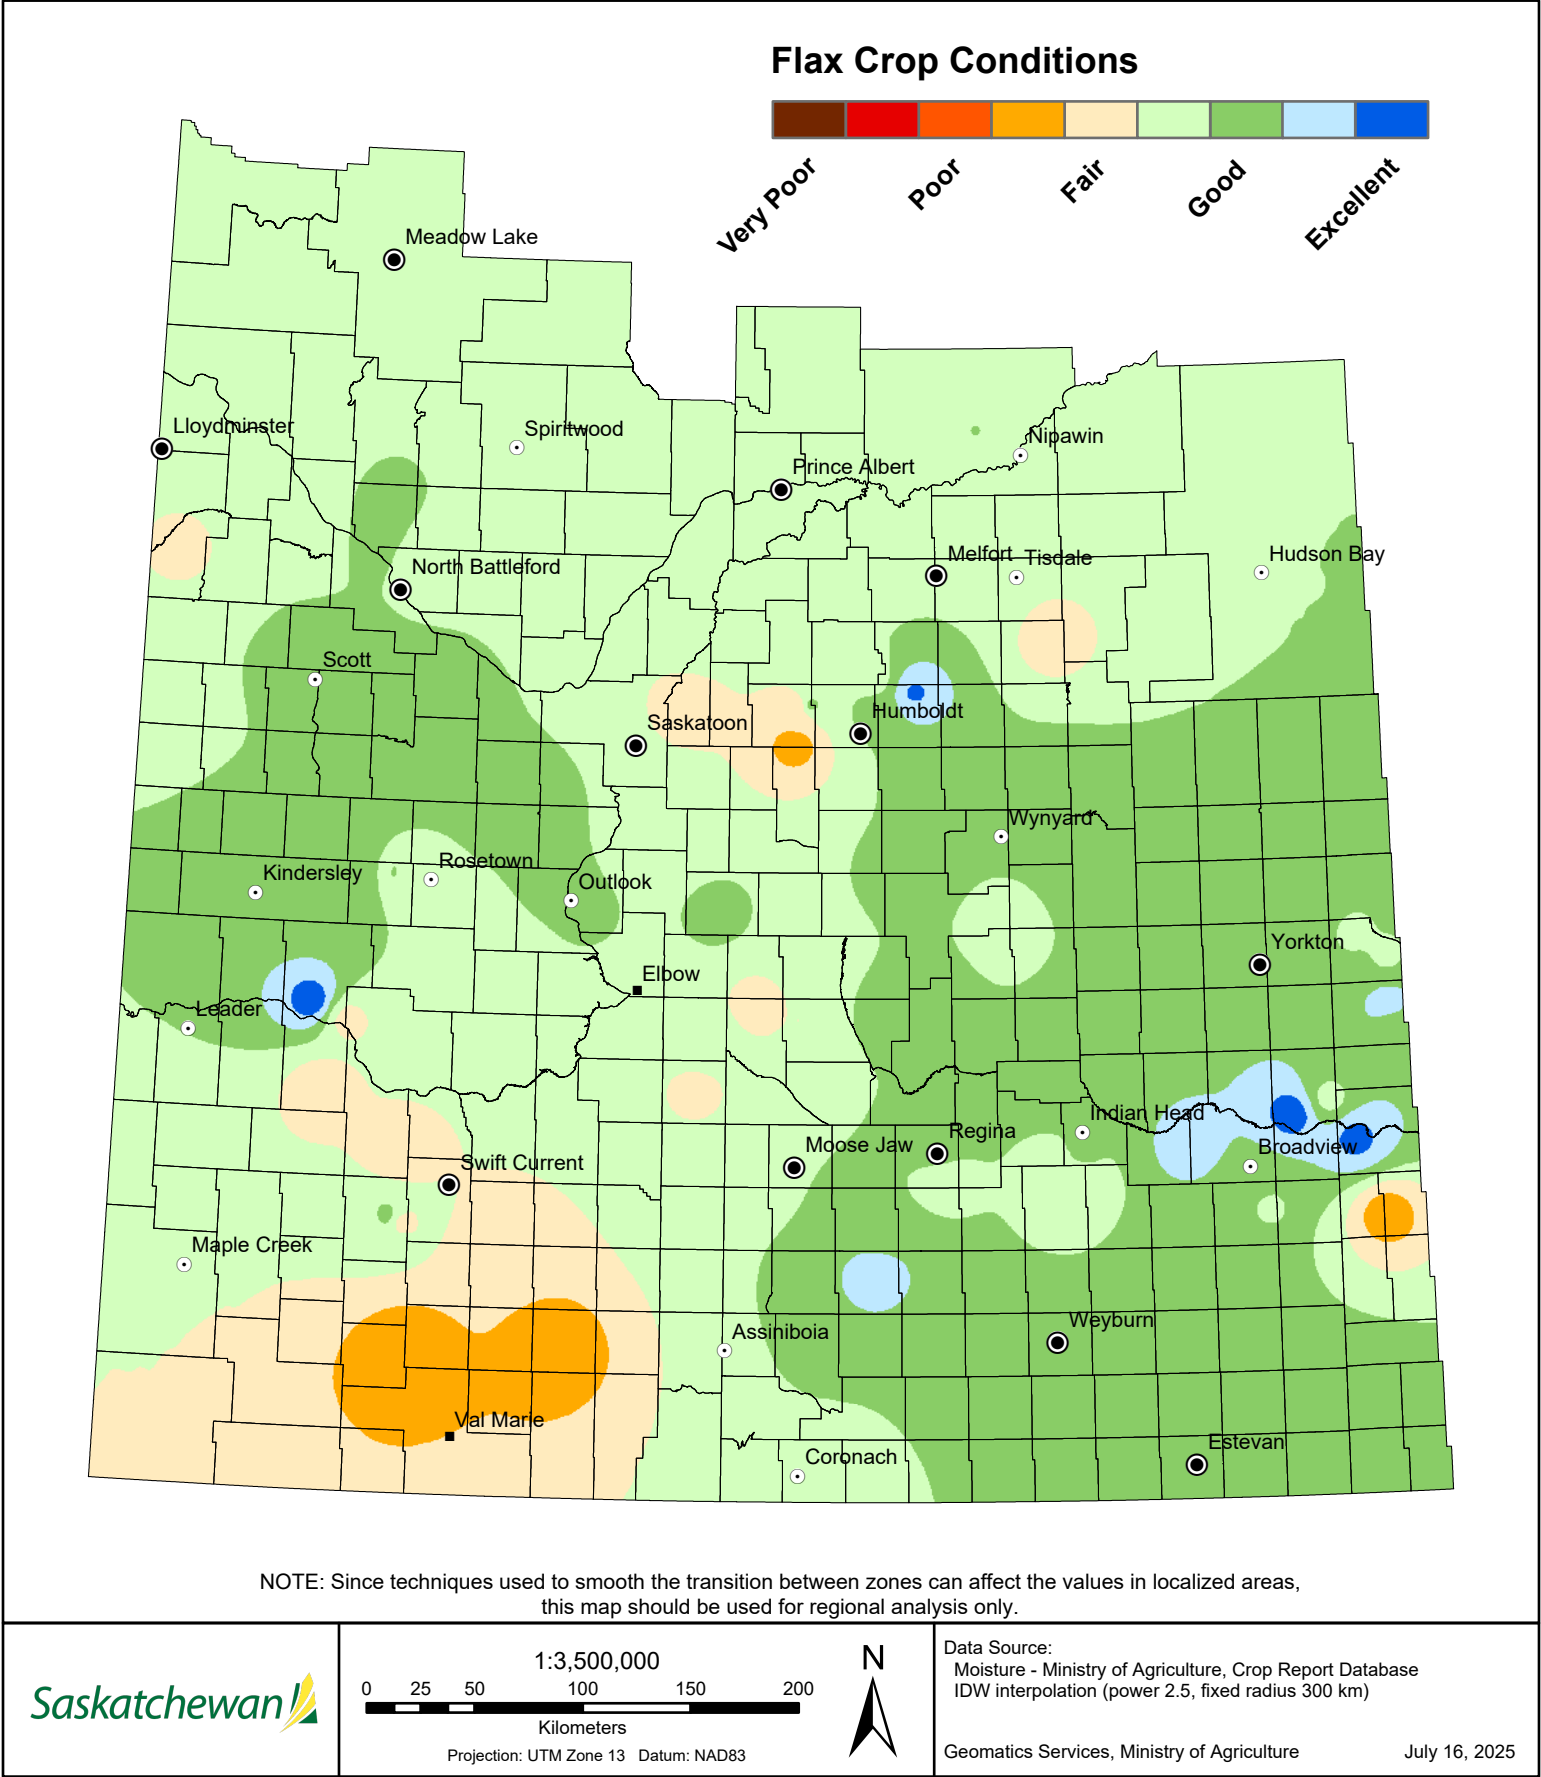 Flax Crop Conditions
Very Poor
Poor
Fair
Good
Excellent
Meadow Lake
Lloydminster
Spiritwood
Nipawin
Prince Albert
North Battleford
Melfort
Tisdale
Hudson Bay
Scott
Saskatoon
Humboldt
Wynyard
Rosetown
Kindersley
Outlook
Yorkton
Elbow
Leader
Indian Head
Regina
Moose Jaw
Broadview
Swift Current
Maple Creek
Assiniboia
Weyburn
Val Marie
Estevan
Coronach
NOTE: Since techniques used to smooth the transition between zones can affect the values in localized areas,
this map should be used for regional analysis only.
Saskatchewan
1:3,500,000
0 25 50 100 150 200
Kilometers
Projection: UTM Zone 13 Datum: NAD83
N
Data Source:
Moisture - Ministry of Agriculture, Crop Report Database
IDW interpolation (power 2.5, fixed radius 300 km)
Geomatics Services, Ministry of Agriculture July 16, 2025